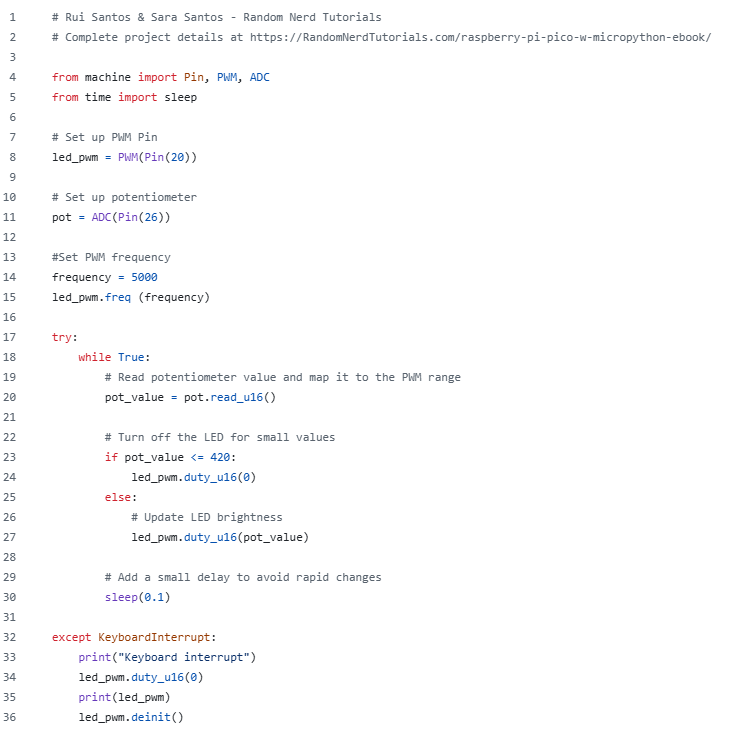 1 # Rui Santos & Sara Santos - Random Nerd Tutorials
2 # Complete project details at https://RandomNerdTutorials.com/raspberry-pi-pico-w-micropython-ebook/
3
4 from machine import Pin, PWM, ADC
5 from time import sleep
6
7 # Set up PWM Pin
8 led_pwm = PWM(Pin(20))
9
10 # Set up potentiometer
11 pot = ADC(Pin(26))
12
13 #Set PWM frequency
14 frequency = 5000
15 led_pwm.freq (frequency)
16
17 try:
18     while True:
19         # Read potentiometer value and map it to the PWM range
20         pot_value = pot.read_u16()
21
22         # Turn off the LED for small values
23         if pot_value <= 420:
24             led_pwm.duty_u16(0)
25         else:
26             # Update LED brightness
27             led_pwm.duty_u16(pot_value)
28
29         # Add a small delay to avoid rapid changes
30         sleep(0.1)
31
32 except KeyboardInterrupt:
33     print("Keyboard interrupt")
34     led_pwm.duty_u16(0)
35     print(led_pwm)
36     led_pwm.deinit()